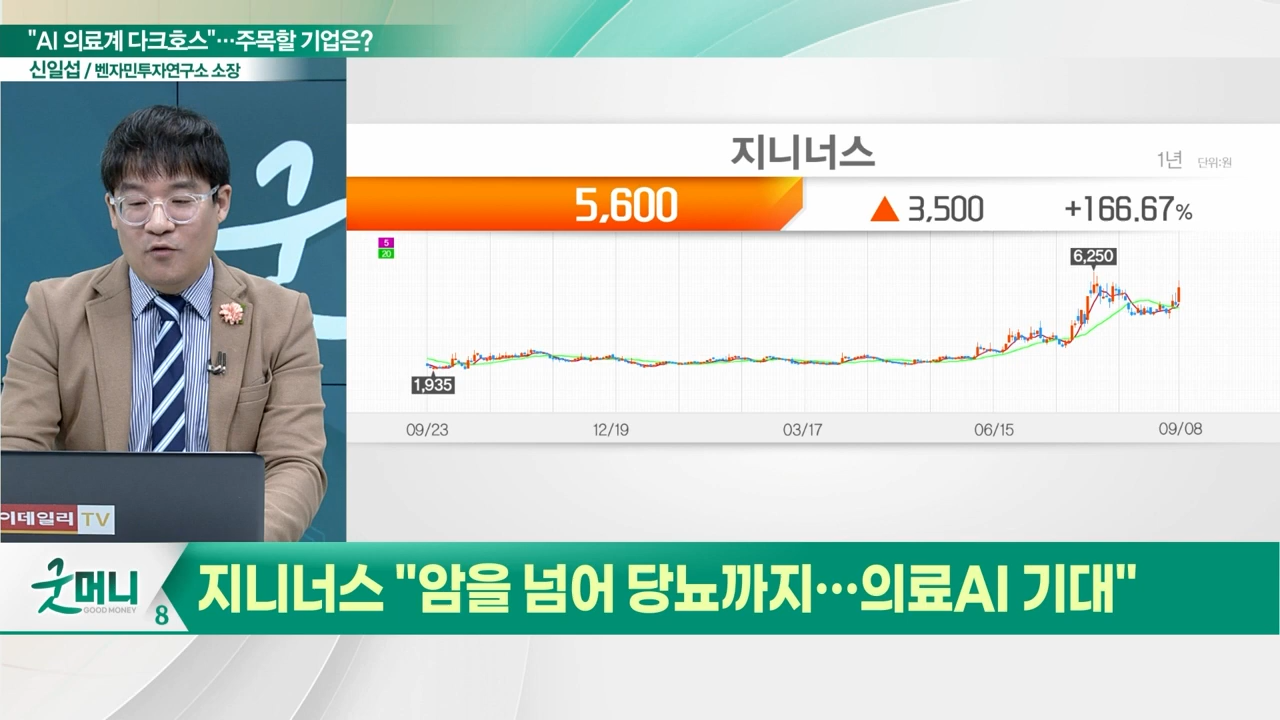 "AI 의료계 다크호스"…주목할 기업은?
신일섭 / 벤자민투자연구소 소장
지니너스
1년 단위:원
5,600 ▲ 3,500 +166.67%
5
20
6,250
1,935
09/23 12/19 03/17 06/15 09/08
이데일리 TV
굿머니
GOOD MONEY
8
지니너스 "암을 넘어 당뇨까지…의료AI 기대"